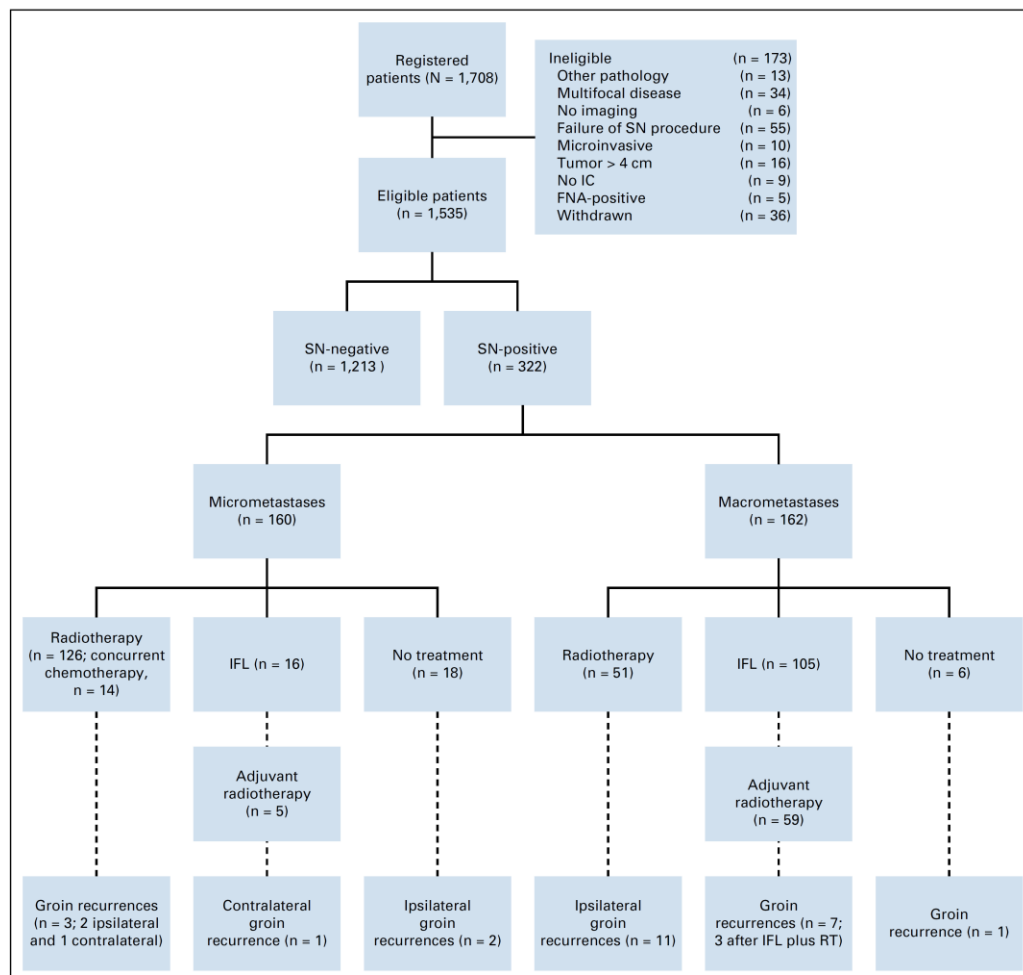 Registered
patients (N = 1,708)
Ineligible (n = 173)
Other pathology (n = 13)
Multifocal disease (n = 34)
No imaging (n = 6)
Failure of SN procedure (n = 55)
Microinvasive (n = 10)
Tumor > 4 cm (n = 16)
No IC (n = 9)
FNA-positive (n = 5)
Withdrawn (n = 36)
Eligible patients
(n = 1,535)
SN-negative
(n = 1,213 )
SN-positive
(n = 322)
Micrometastases
(n = 160)
Macrometastases
(n = 162)
Radiotherapy
(n = 126; concurrent
chemotherapy,
n = 14)
IFL (n = 16)
No treatment
(n = 18)
Radiotherapy
(n = 51)
IFL (n = 105)
No treatment
(n = 6)
Adjuvant
radiotherapy
(n = 5)
Adjuvant
radiotherapy
(n = 59)
Groin recurrences
(n = 3; 2 ipsilateral
and 1 contralateral)
Contralateral
groin
recurrence (n = 1)
Ipsilateral
groin
recurrences (n = 2)
Ipsilateral
groin
recurrences (n = 11)
Groin
recurrences (n = 7;
3 after IFL plus RT)
Groin
recurrence (n = 1)